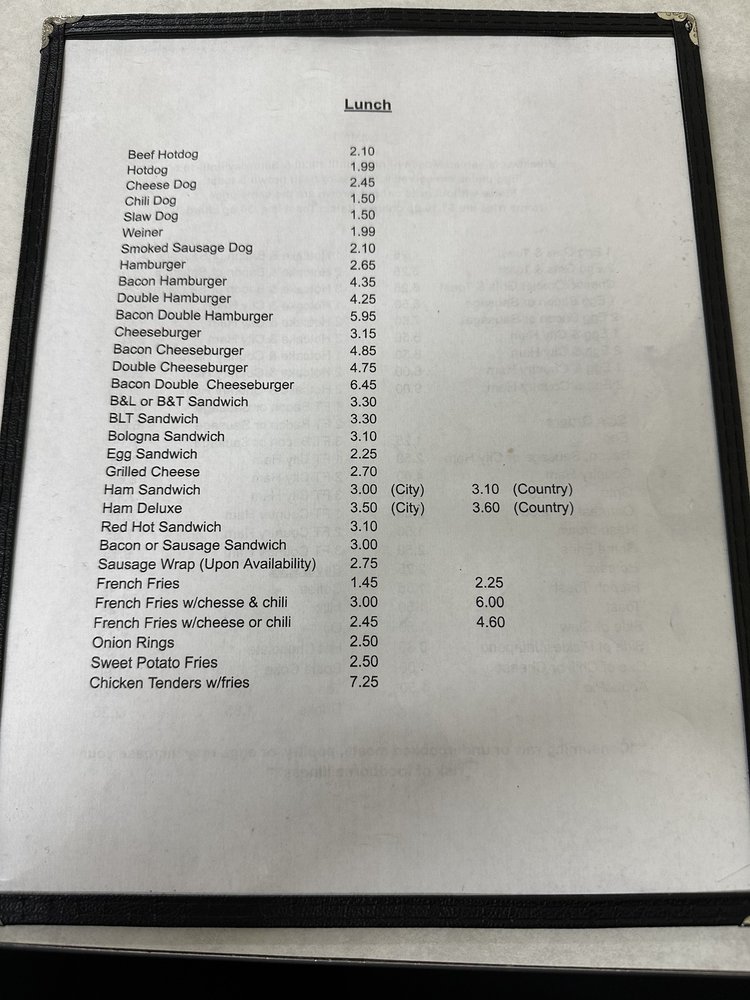 Lunch
Beef Hotdog 2.10
Hotdog 1.99
Cheese Dog 2.45
Chili Dog 1.50
Slaw Dog 1.50
Weiner 1.99
Smoked Sausage Dog 2.10
Hamburger 2.65
Bacon Hamburger 4.35
Double Hamburger 4.25
Bacon Double Hamburger 5.95
Cheeseburger 3.15
Bacon Cheeseburger 4.85
Double Cheeseburger 4.75
Bacon Double Cheeseburger 6.45
B&L or B&T Sandwich 3.30
BLT Sandwich 3.30
Bologna Sandwich 3.10
Egg Sandwich 2.25
Grilled Cheese 2.70
Ham Sandwich 3.00 (City) 3.10 (Country)
Ham Deluxe 3.50 (City) 3.60 (Country)
Red Hot Sandwich 3.10
Bacon or Sausage Sandwich 3.00
Sausage Wrap (Upon Availability) 2.75
French Fries 1.45 2.25
French Fries w/chesse & chili 3.00 6.00
French Fries w/cheese or chili 2.45 4.60
Onion Rings 2.50
Sweet Potato Fries 2.50
Chicken Tenders w/fries 7.25